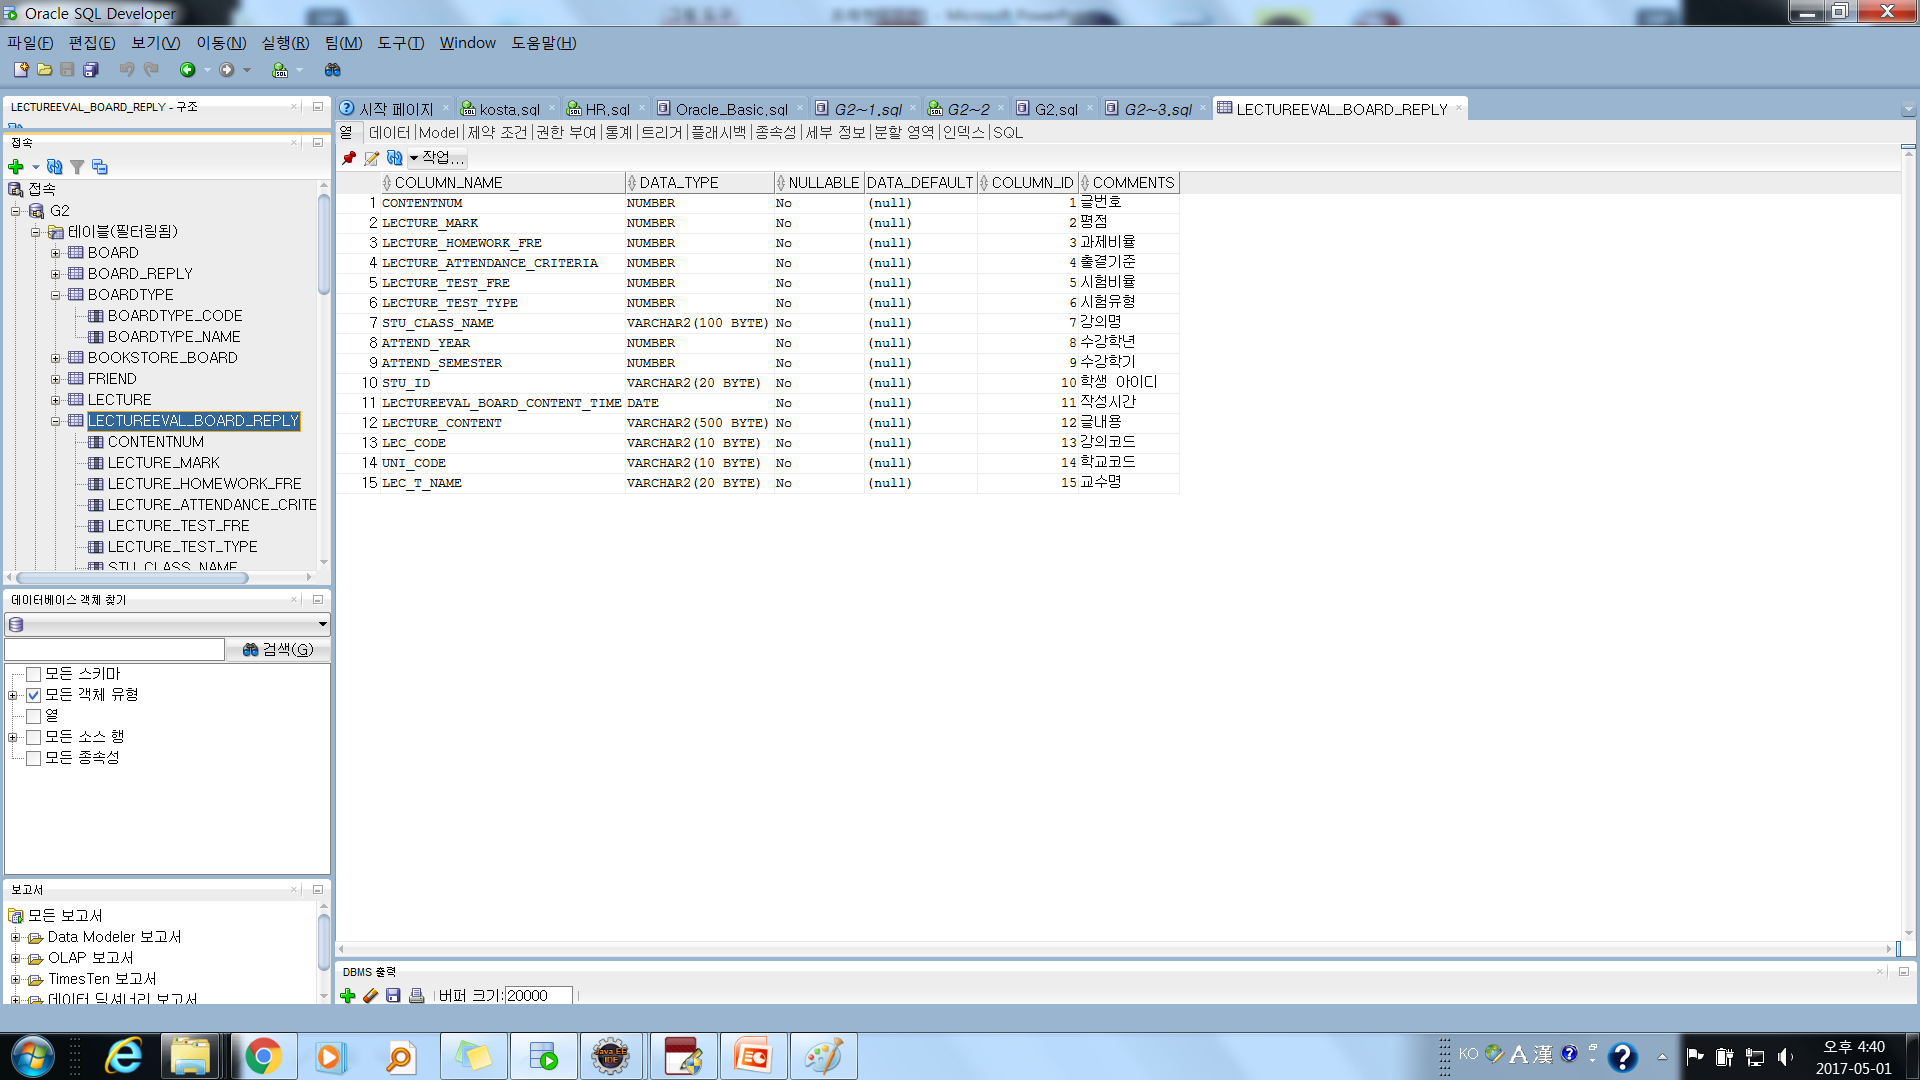 Oracle SQL Developer
파일(F) 편집(E) 보기(V) 이동(N) 실행(R) 팀(M) 도구(T) Window 도움말(H)
LECTUREEVAL_BOARD_REPLY - 구조
시작 페이지 kosta.sql HR.sql Oracle_Basic.sql G2~1.sql G2~2 G2.sql G2~3.sql LECTUREEVAL_BOARD_REPLY
열 데이터 Model 제약 조건 권한 부여 통계 트리거 플래시백 종속성 세부 정보 분할 영역 인덱스 SQL
작업...
접속
접속
G2
테이블(필터링됨)
BOARD
BOARD_REPLY
BOARDTYPE
BOARDTYPE_CODE
BOARDTYPE_NAME
BOOKSTORE_BOARD
FRIEND
LECTURE
LECTUREEVAL_BOARD_REPLY
CONTENTNUM
LECTURE_MARK
LECTURE_HOMEWORK_FRE
LECTURE_ATTENDANCE_CRITE
LECTURE_TEST_FRE
LECTURE_TEST_TYPE
STU_CLASS_NAME
COLUMN_NAME DATA_TYPE NULLABLE DATA_DEFAULT COLUMN_ID COMMENTS
1 CONTENTNUM NUMBER No (null) 1 글번호
2 LECTURE_MARK NUMBER No (null) 2 평점
3 LECTURE_HOMEWORK_FRE NUMBER No (null) 3 과제비율
4 LECTURE_ATTENDANCE_CRITERIA NUMBER No (null) 4 출결기준
5 LECTURE_TEST_FRE NUMBER No (null) 5 시험비율
6 LECTURE_TEST_TYPE NUMBER No (null) 6 시험유형
7 STU_CLASS_NAME VARCHAR2(100 BYTE) No (null) 7 강의명
8 ATTEND_YEAR NUMBER No (null) 8 수강학년
9 ATTEND_SEMESTER NUMBER No (null) 9 수강학기
10 STU_ID VARCHAR2(20 BYTE) No (null) 10 학생 아이디
11 LECTUREEVAL_BOARD_CONTENT_TIME DATE No (null) 11 작성시간
12 LECTURE_CONTENT VARCHAR2(500 BYTE) No (null) 12 글내용
13 LEC_CODE VARCHAR2(10 BYTE) No (null) 13 강의코드
14 UNI_CODE VARCHAR2(10 BYTE) No (null) 14 학교코드
15 LEC_T_NAME VARCHAR2(20 BYTE) No (null) 15 교수명
데이터베이스 객체 찾기
검색(G)
모든 스키마
모든 객체 유형
열
모든 소스 행
모든 종속성
보고서
모든 보고서
Data Modeler 보고서
OLAP 보고서
TimesTen 보고서
데이터 딕셔너리 보고서
DBMS 출력
버퍼 크기: 20000
KO A 漢
오후 4:40
2017-05-01